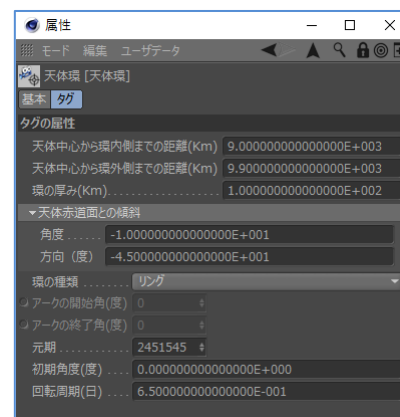 属性
モード 編集 ユーザデータ
天体環 [天体環]
基本 タグ
タグの属性
天体中心から環内側までの距離(Km) 9.000000000000000E+003
天体中心から環外側までの距離(Km) 9.900000000000000E+003
環の厚み(Km)................... 1.000000000000000E+002
▾天体赤道面との傾斜
角度...... -1.000000000000000E+001
方向（度） -4.500000000000000E+001
環の種類 ........ リング
アークの開始角(度) 0
アークの終了角(度) 0
元期............ 2451545
初期角度(度) .... 0.000000000000000E+000
回転周期(日) .... 6.500000000000000E-001